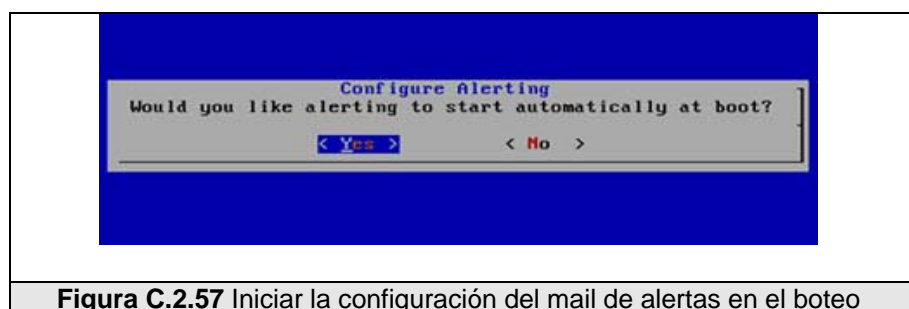 Configure Alerting
Would you like alerting to start automatically at boot?
< Yes > < No >
Figura C.2.57 Iniciar la configuración del mail de alertas en el boteo